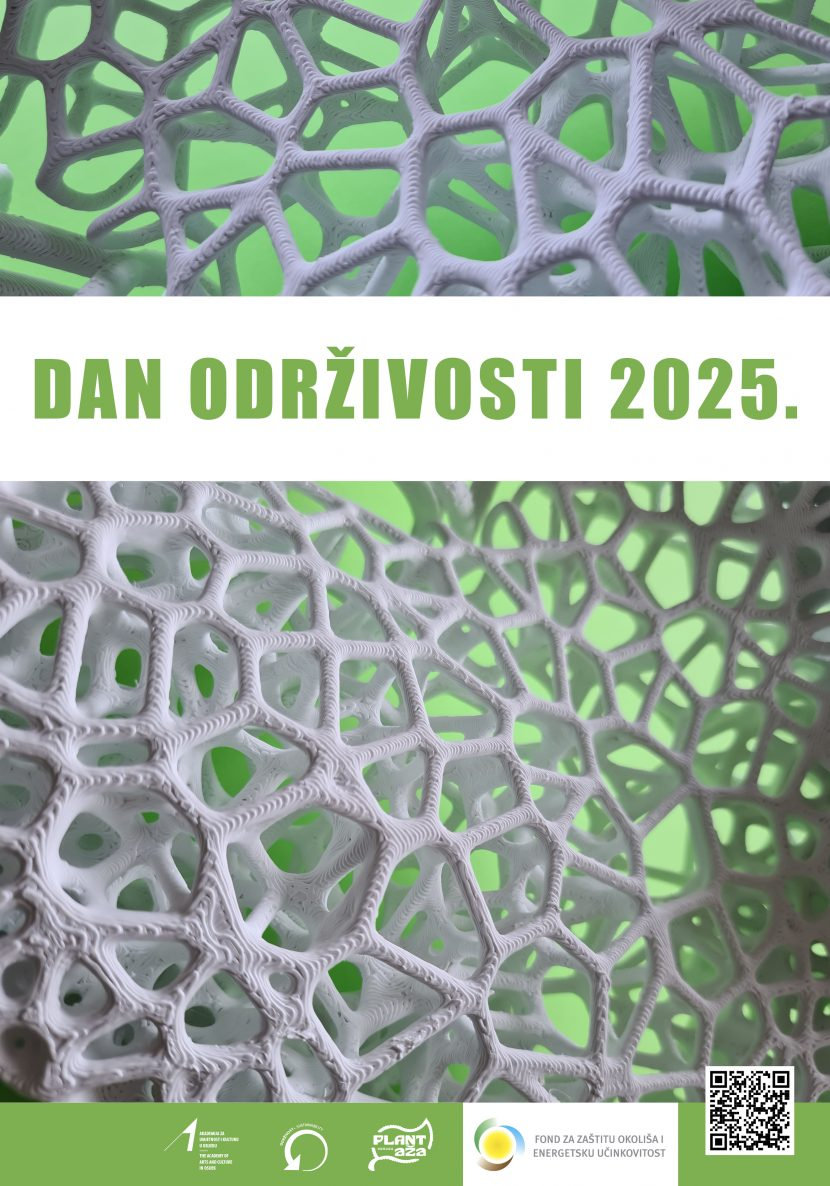 DAN ODRŽIVOSTI 2025.
AKADEMIJA ZA
UMJETNOST I KULTURU
U OSIJEKU
THE ACADEMY OF
ARTS AND CULTURE
IN OSIJEK
PLANT
AŽA
FOND ZA ZAŠTITU OKOLIŠA I
ENERGETSKU UČINKOVITOST